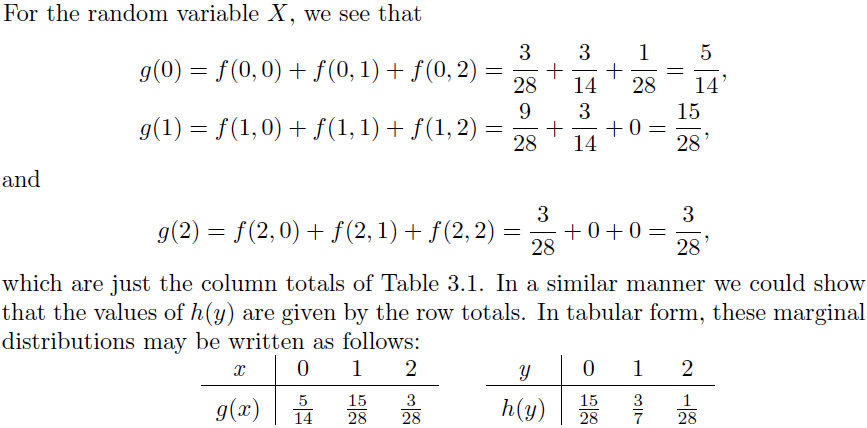 For the random variable X, we see that
g(0) = f(0, 0) + f(0, 1) + f(0, 2) = 3/28 + 3/14 + 1/28 = 5/14,
g(1) = f(1, 0) + f(1, 1) + f(1, 2) = 9/28 + 3/14 + 0 = 15/28,
and
g(2) = f(2, 0) + f(2, 1) + f(2, 2) = 3/28 + 0 + 0 = 3/28,
which are just the column totals of Table 3.1. In a similar manner we could show
that the values of h(y) are given by the row totals. In tabular form, these marginal
distributions may be written as follows:
x | 0 1 2
g(x) | 5/14 15/28 3/28
y | 0 1 2
h(y) | 15/28 3/7 1/28